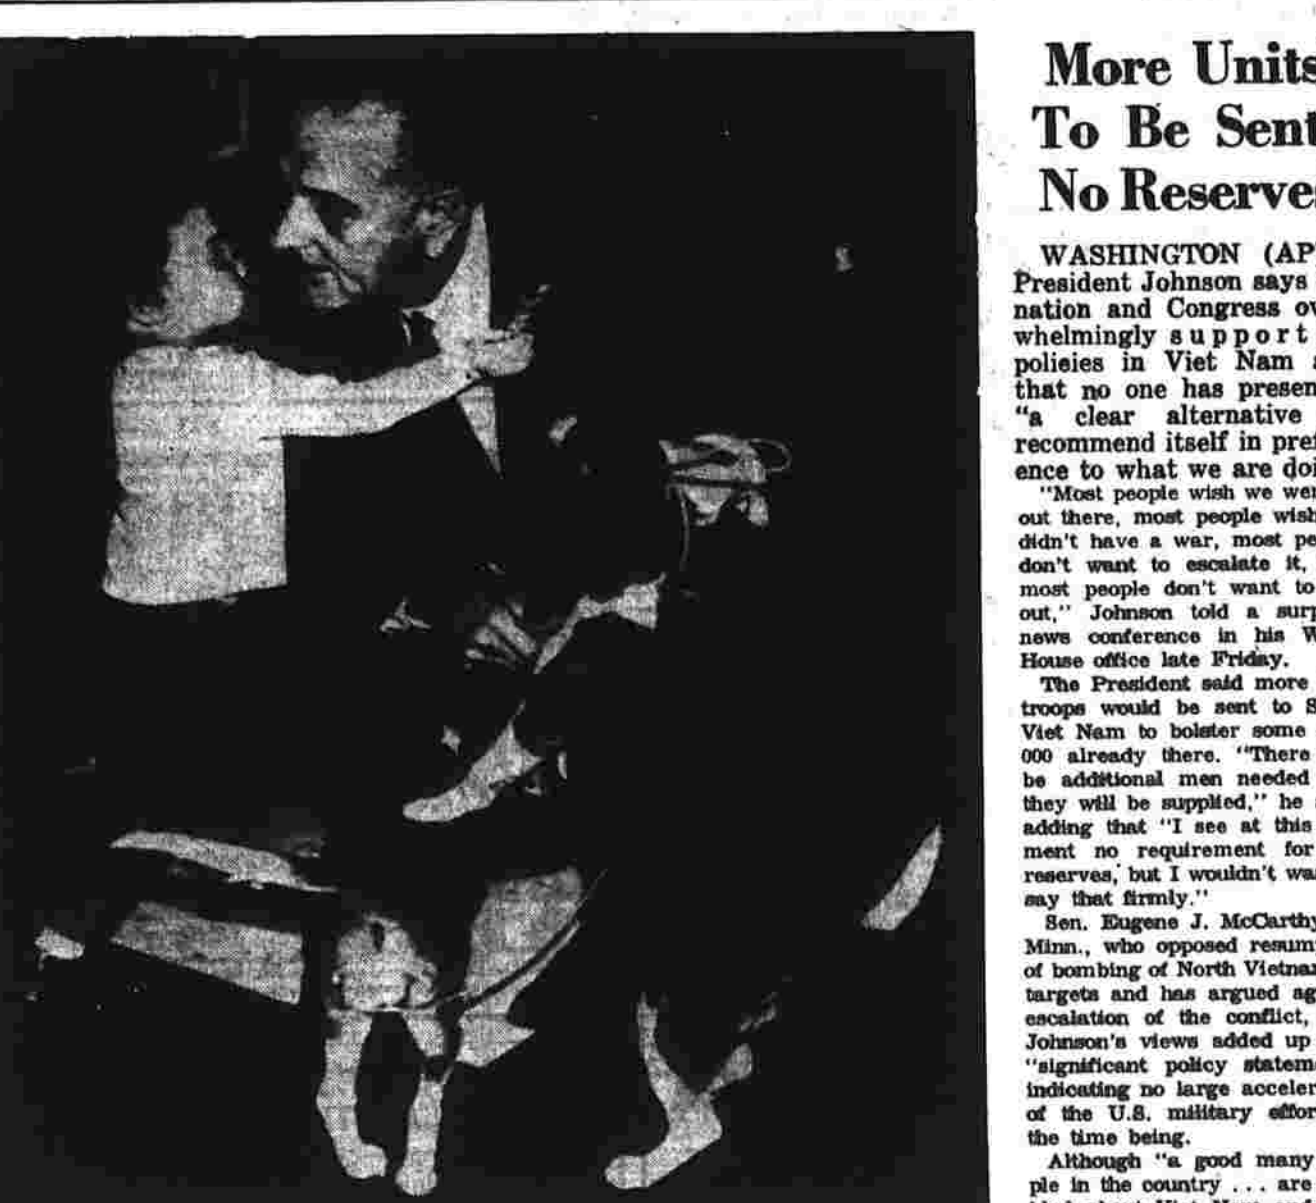 More Units
To Be Sent
No Reserves
WASHINGTON (AP
President Johnson says
nation and Congress ov
whelmingly support
policies in Viet Nam a
that no one has presen
"a clear alternative
recommend itself in pref
ence to what we are doi
"Most people wish we wer
out there, most people wish
didn't have a war, most pe
don't want to escalate it,
most people don't want to
out," Johnson told a surp
news conference in his W
House office late Friday.
The President said more
troops would be sent to S
Viet Nam to bolster some
000 already there. "There
be additional men needed
they will be supplied," he
adding that "I see at this
ment no requirement for
reserves, but I wouldn't wa
say that firmly."
Sen. Eugene J. McCarthy
Minn., who opposed resum
of bombing of North Vietna
targets and has argued ag
escalation of the conflict,
Johnson's views added up
"significant policy stateme
indicating no large acceler
of the U.S. military effor
the time being.
Although "a good many
ple in the country ... are